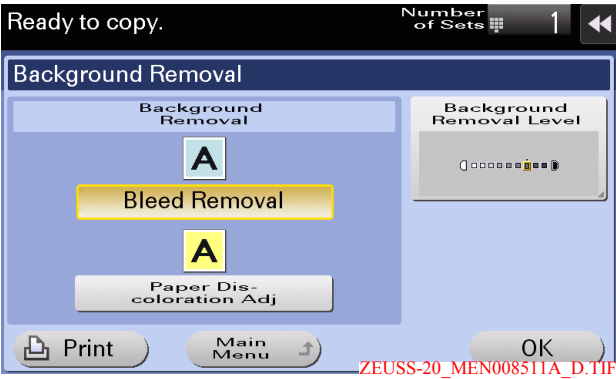 Ready to copy.
Number
of Sets
1
Background Removal
Background
Removal
Background
Removal Level
A
Bleed Removal
A
Paper Dis-
coloration Adj
Print
Main
Menu
OK
ZEUSS-20_MEN008511A_D.TIF